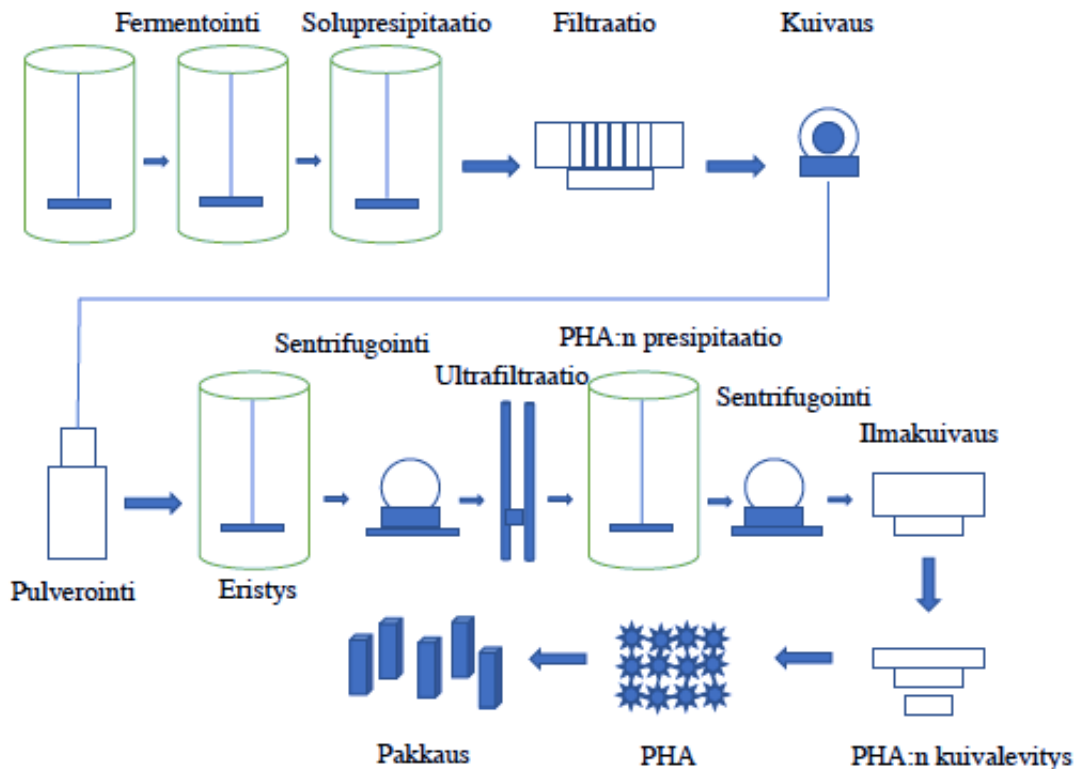 Fermentointi
Solupresipitaatio
Filtraatio
Kuivaus
Sentrifugointi
PHA:n presipitaatio
Ultrafiltraatio
Sentrifugointi
Ilmakuivaus
Pulverointi
Eristys
Pakkaus
PHA
PHA:n kuivalevitys